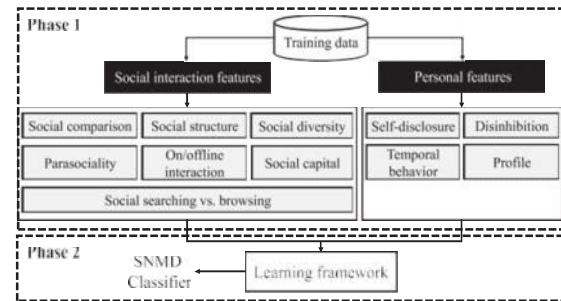 Phase 1
Training data
Social interaction features
Personal features
Social comparison
Social structure
Social diversity
Self-disclosure
Disinhibition
Parasociality
On/offline
interaction
Social capital
Temporal
behavior
Profile
Social searching vs. browsing
Phase 2
SNMD
Classifier
Learning framework